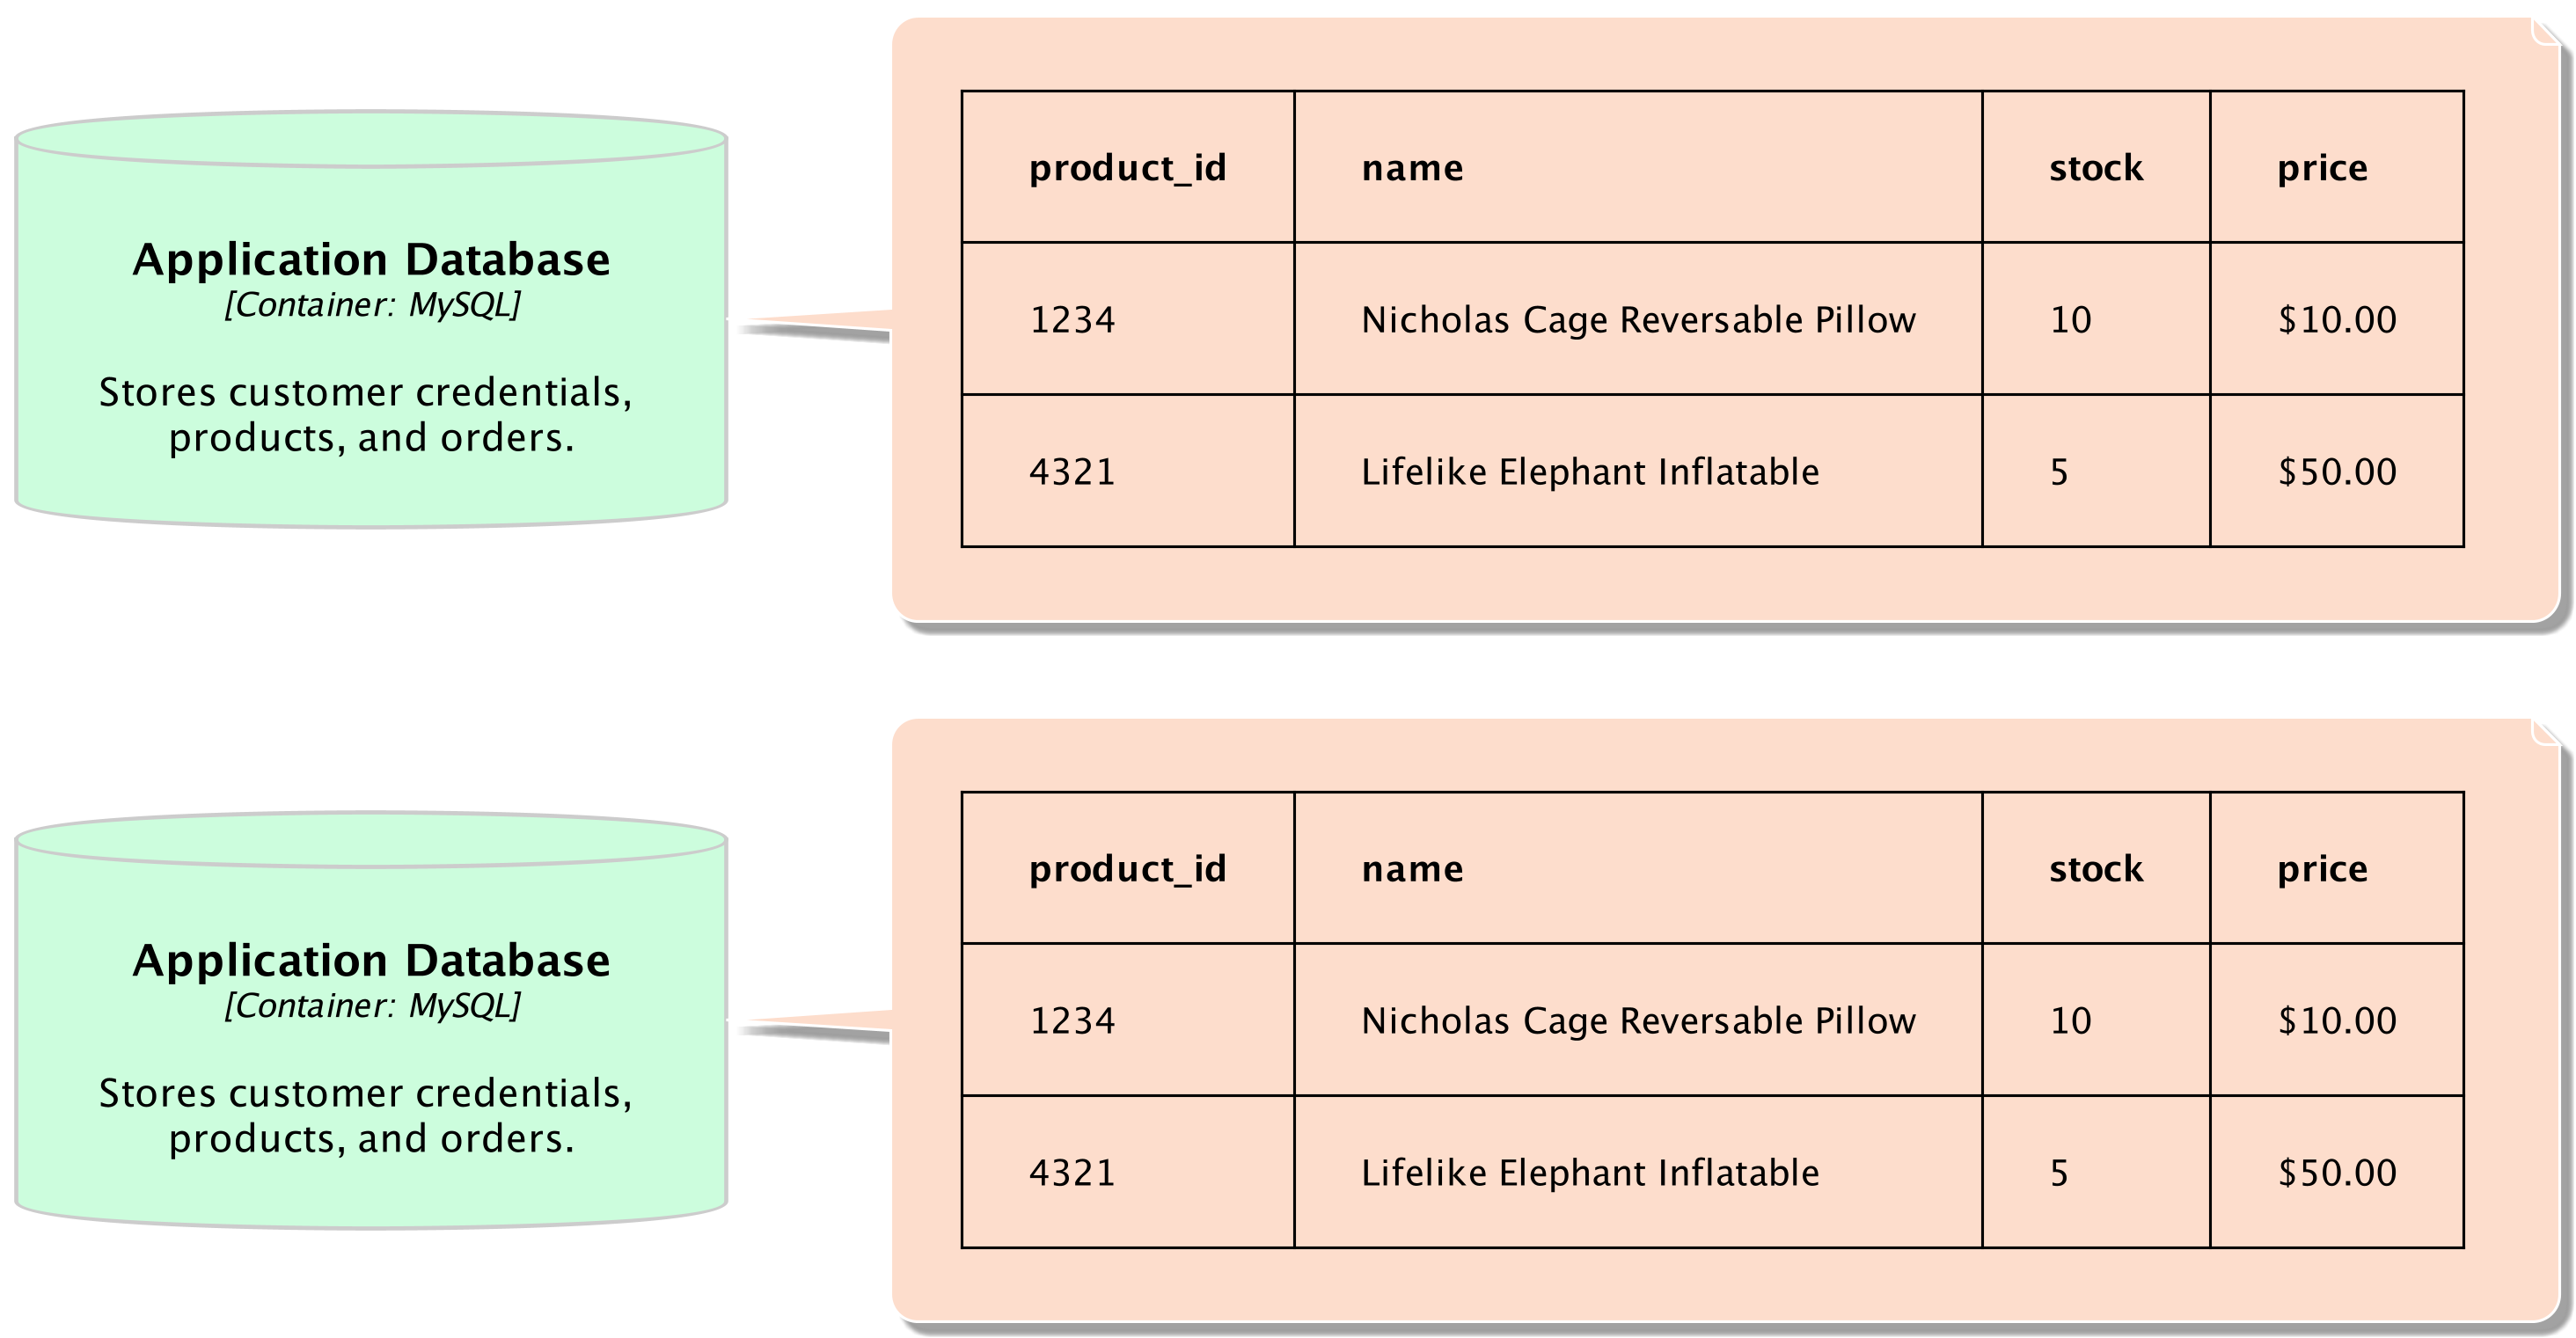 Application Database
[Container: MySQL]
Stores customer credentials,
products, and orders.
product_id name stock price
1234 Nicholas Cage Reversable Pillow 10 $10.00
4321 Lifelike Elephant Inflatable 5 $50.00
Application Database
[Container: MySQL]
Stores customer credentials,
products, and orders.
product_id name stock price
1234 Nicholas Cage Reversable Pillow 10 $10.00
4321 Lifelike Elephant Inflatable 5 $50.00